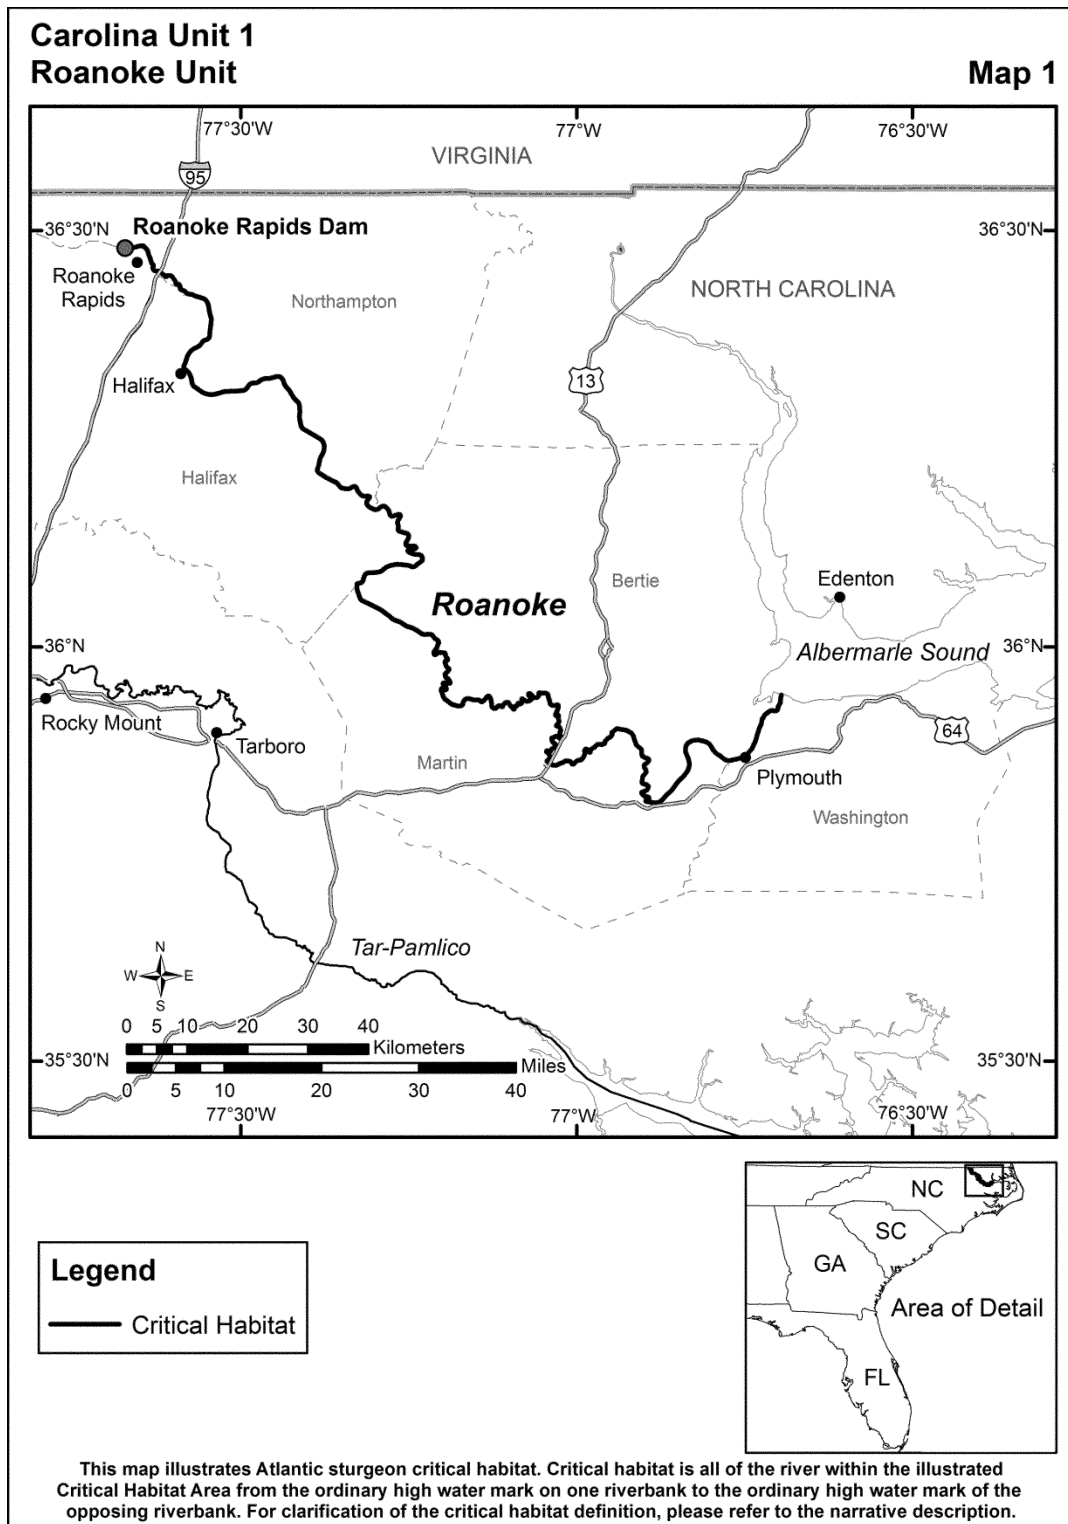 Carolina Unit 1
Roanoke Unit
Map 1
77°30'W
77°W
76°30'W
VIRGINIA
95
36°30'N
Roanoke Rapids Dam
36°30'N
Roanoke
Rapids
Northampton
NORTH CAROLINA
Halifax
13
Halifax
Bertie
Edenton
Roanoke
36°N
Albermarle Sound
36°N
Rocky Mount
Tarboro
64
Martin
Plymouth
Washington
Tar-Pamlico
N
W
E
S
0 5 10 20 30 40
Kilometers
35°30'N
Miles
35°30'N
0 5 10 20 30 40
77°30'W
77°W
76°30'W
NC
SC
GA
Area of Detail
FL
Legend
Critical Habitat
This map illustrates Atlantic sturgeon critical habitat. Critical habitat is all of the river within the illustrated
Critical Habitat Area from the ordinary high water mark on one riverbank to the ordinary high water mark of the
opposing riverbank. For clarification of the critical habitat definition, please refer to the narrative description.